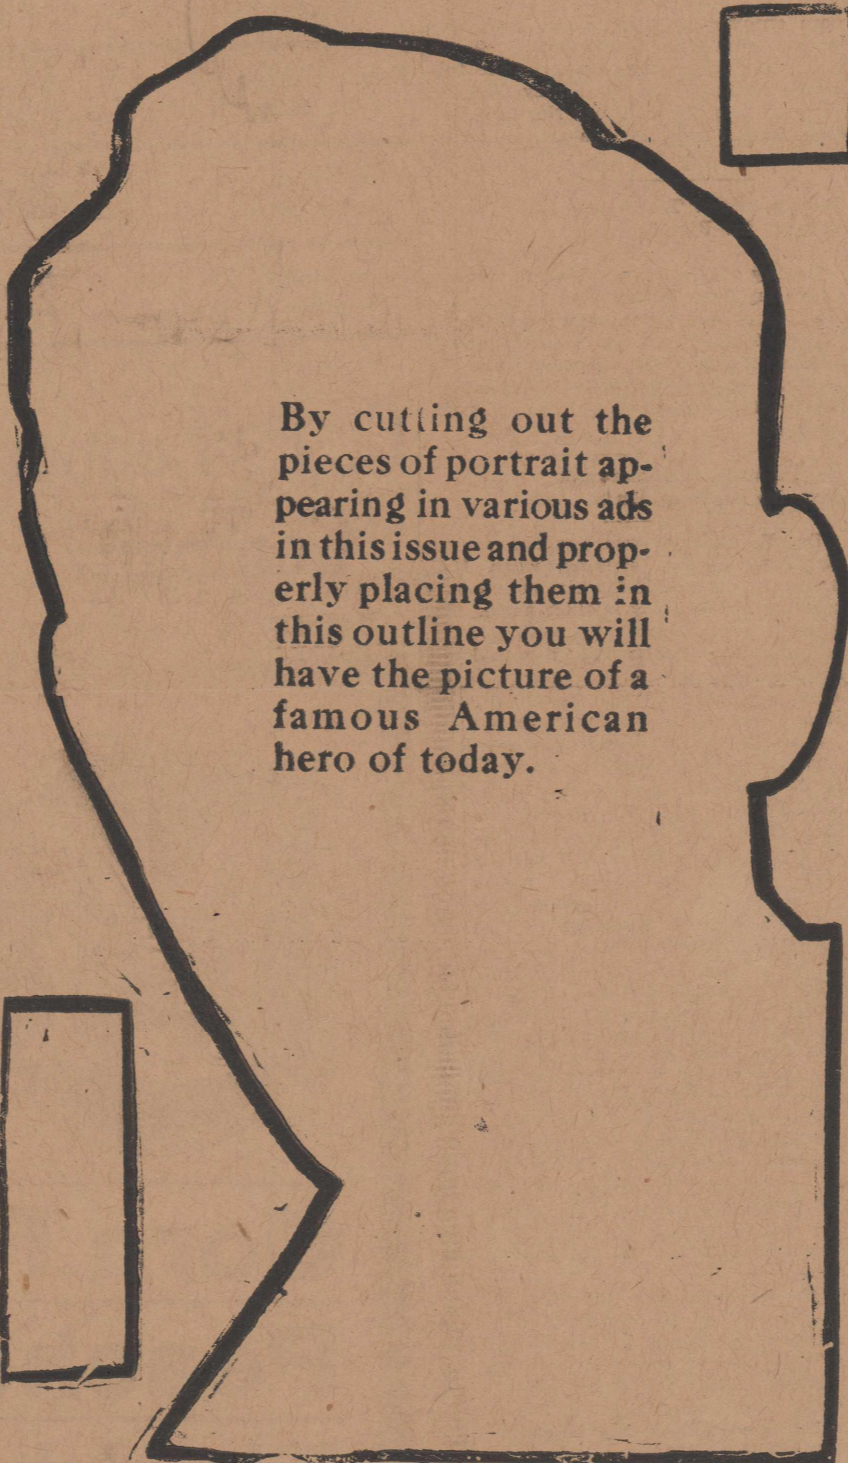 By cutting out the
pieces of portrait ap-
pearing in various ads
in this issue and prop-
erly placing them in
this outline you will
have the picture of a
famous American
hero of today.